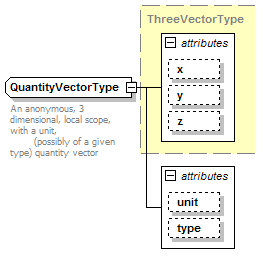 ThreeVectorType
attributes
x
y
z
QuantityVectorType
An anonymous, 3
dimensional, local scope,
with a unit,
(possibly of a given
type) quantity vector
attributes
unit
type